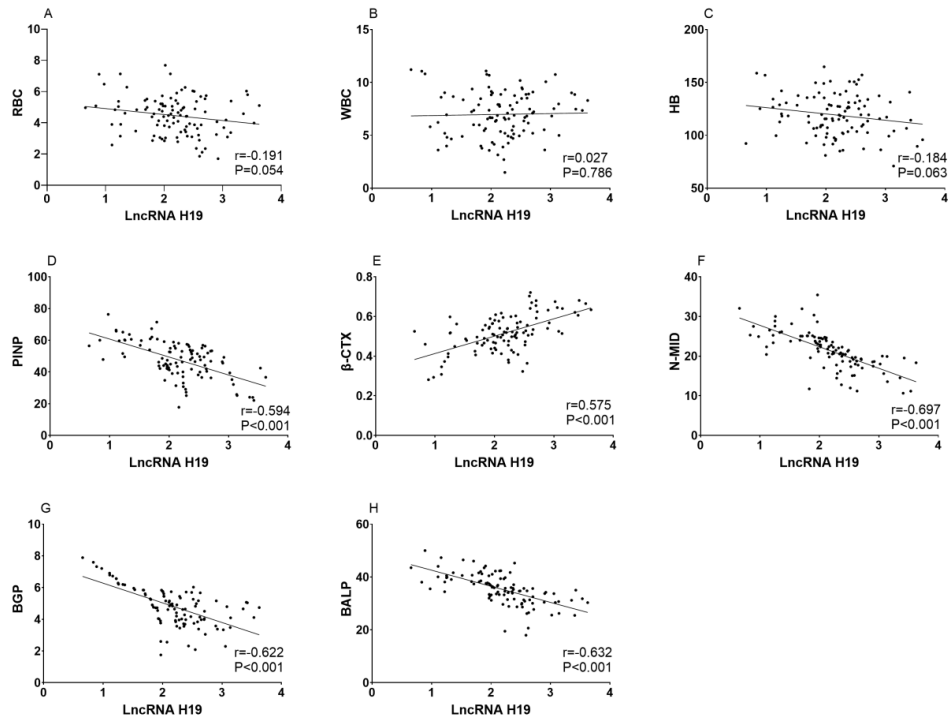 A
RBC
10
8
6
4
2
0
0 1 2 3 4
r=-0.191
P=0.054
LncRNA H19
B
WBC
15
10
5
0
0 1 2 3 4
r=0.027
P=0.786
LncRNA H19
C
HB
200
150
100
50
0 1 2 3 4
r=-0.184
P=0.063
LncRNA H19
D
PINP
100
80
60
40
20
0
0 1 2 3 4
r=-0.594
P<0.001
LncRNA H19
E
β-CTX
0.8
0.6
0.4
0.2
0.0
0 1 2 3 4
r=0.575
P<0.001
LncRNA H19
F
N-MID
40
30
20
10
0
0 1 2 3 4
r=-0.697
P<0.001
LncRNA H19
G
BGP
10
8
6
4
2
0
0 1 2 3 4
r=-0.622
P<0.001
LncRNA H19
H
BALP
60
40
20
0
0 1 2 3 4
r=-0.632
P<0.001
LncRNA H19